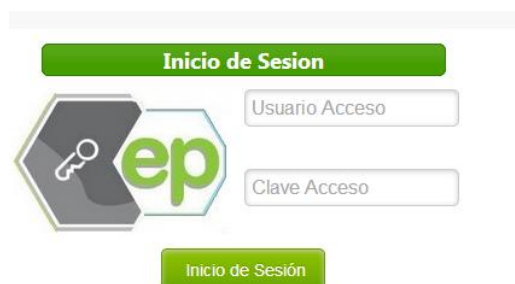 Inicio de Sesion
Usuario Acceso
ep
Clave Acceso
Inicio de Sesión